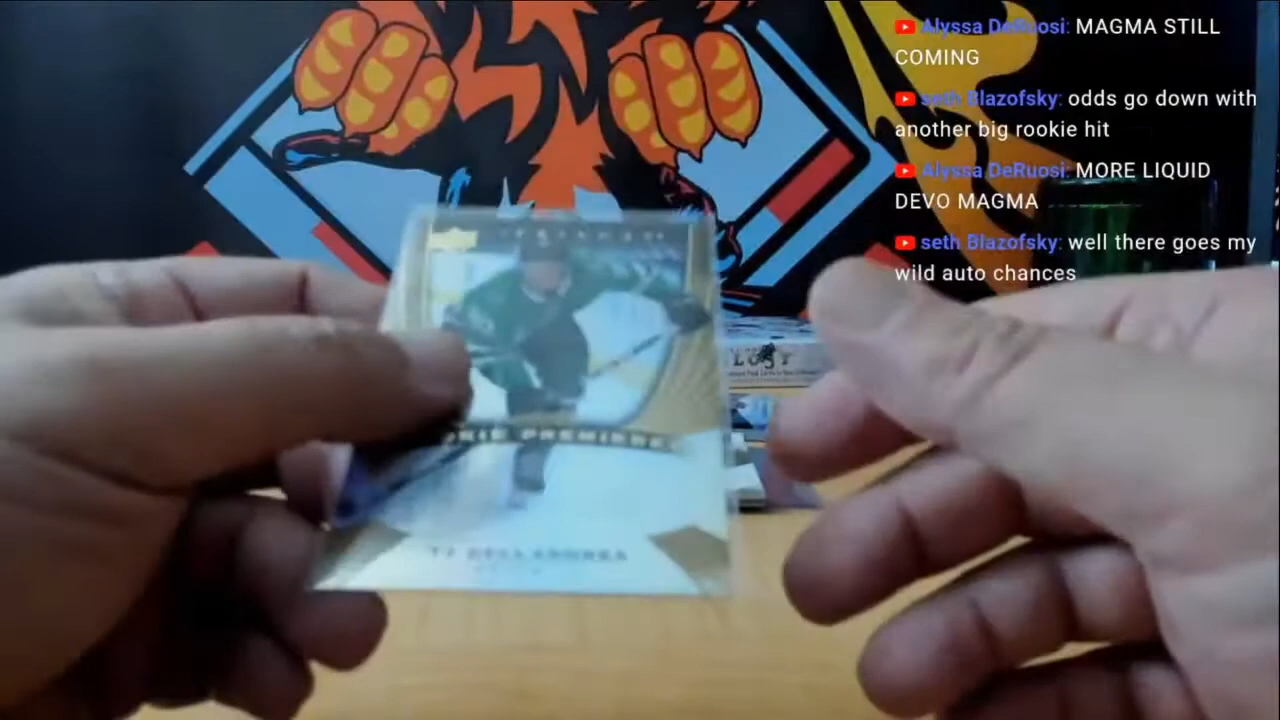 Alyssa DeRuosi: MAGMA STILL
COMING
seth Blazofsky: odds go down with
another big rookie hit
Alyssa DeRuosi: MORE LIQUID
DEVO MAGMA
seth Blazofsky: well there goes my
wild auto chances
PREMIERE